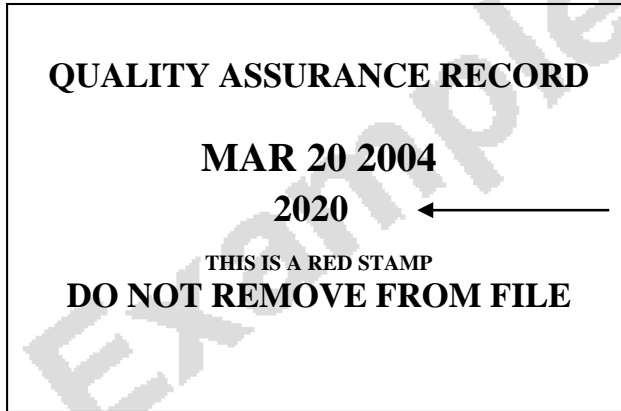 QUALITY ASSURANCE RECORD
MAR 20 2004
2020
THIS IS A RED STAMP
DO NOT REMOVE FROM FILE
Example